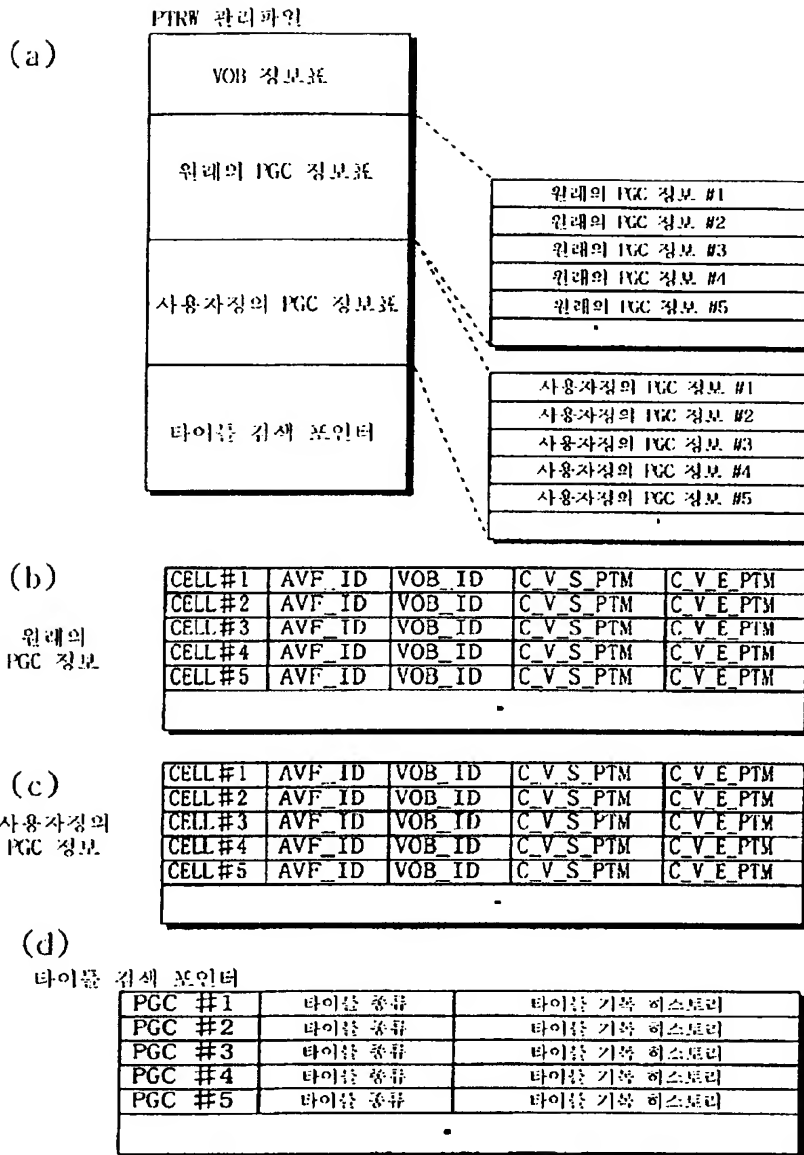 PTRW 관리파일
(a)
VOB 정보표
원래의 PGC 정보표
사용자정의 PGC 정보표
타이틀 검색 포인터
원래의 PGC 정보 #1
원래의 PGC 정보 #2
원래의 PGC 정보 #3
원래의 PGC 정보 #4
원래의 PGC 정보 #5
사용자정의 PGC 정보 #1
사용자정의 PGC 정보 #2
사용자정의 PGC 정보 #3
사용자정의 PGC 정보 #4
사용자정의 PGC 정보 #5
(b)
원래의
PGC 정보
CELL#1 AVF_ID VOB_ID C_V_S_PTM C_V_E_PTM
CELL#2 AVF_ID VOB_ID C_V_S_PTM C_V_E_PTM
CELL#3 AVF_ID VOB_ID C_V_S_PTM C_V_E_PTM
CELL#4 AVF_ID VOB_ID C_V_S_PTM C_V_E_PTM
CELL#5 AVF_ID VOB_ID C_V_S_PTM C_V_E_PTM
(c)
사용자정의
PGC 정보
CELL#1 AVF_ID VOB_ID C_V_S_PTM C_V_E_PTM
CELL#2 AVF_ID VOB_ID C_V_S_PTM C_V_E_PTM
CELL#3 AVF_ID VOB_ID C_V_S_PTM C_V_E_PTM
CELL#4 AVF_ID VOB_ID C_V_S_PTM C_V_E_PTM
CELL#5 AVF_ID VOB_ID C_V_S_PTM C_V_E_PTM
(d)
타이틀 검색 포인터
PGC #1 타이틀 종류 타이틀 기록 히스토리
PGC #2 타이틀 종류 타이틀 기록 히스토리
PGC #3 타이틀 종류 타이틀 기록 히스토리
PGC #4 타이틀 종류 타이틀 기록 히스토리
PGC #5 타이틀 종류 타이틀 기록 히스토리